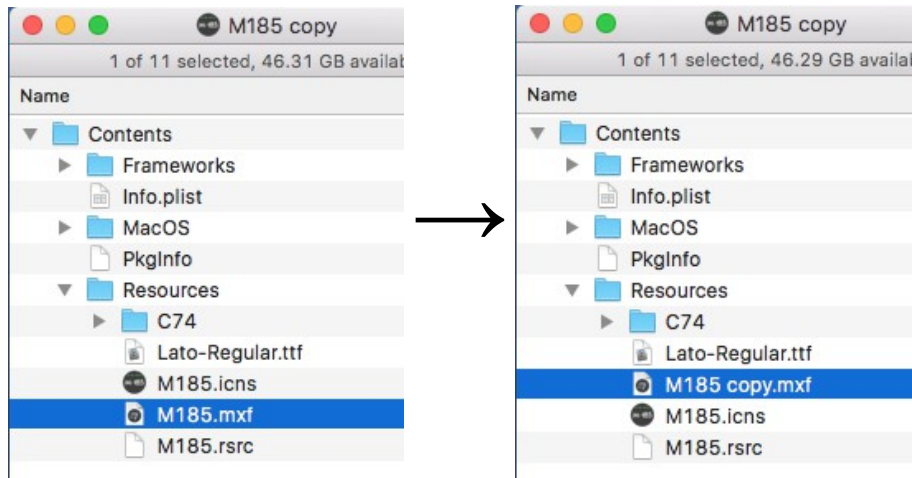 M185 copy
1 of 11 selected, 46.31 GB availab
Name
Contents
Frameworks
Info.plist
MacOS
PkgInfo
Resources
C74
Lato-Regular.ttf
M185.icns
M185.mxf
M185.rsrc
M185 copy
1 of 11 selected, 46.29 GB availab
Name
Contents
Frameworks
Info.plist
MacOS
PkgInfo
Resources
C74
Lato-Regular.ttf
M185 copy.mxf
M185.icns
M185.rsrc